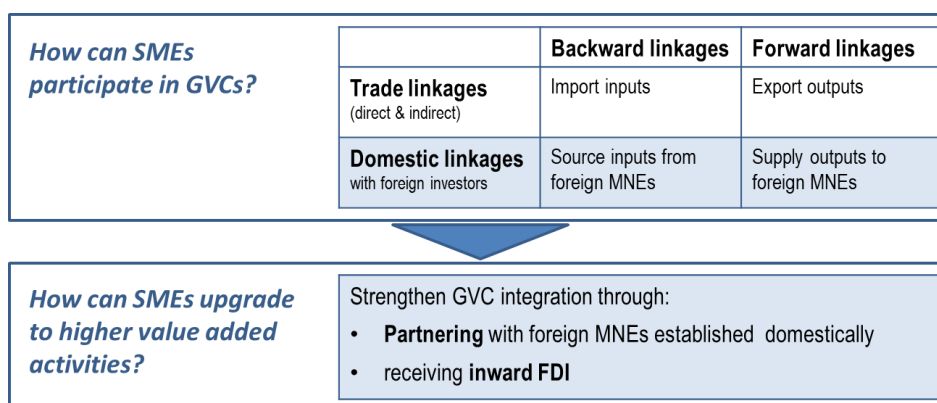 How can SMEs
participate in GVCs?
Backward linkages
Forward linkages
Trade linkages
(direct & indirect)
Import inputs
Export outputs
Domestic linkages
with foreign investors
Source inputs from
foreign MNEs
Supply outputs to
foreign MNEs
How can SMEs upgrade
to higher value added
activities?
Strengthen GVC integration through:
• Partnering with foreign MNEs established domestically
• receiving inward FDI